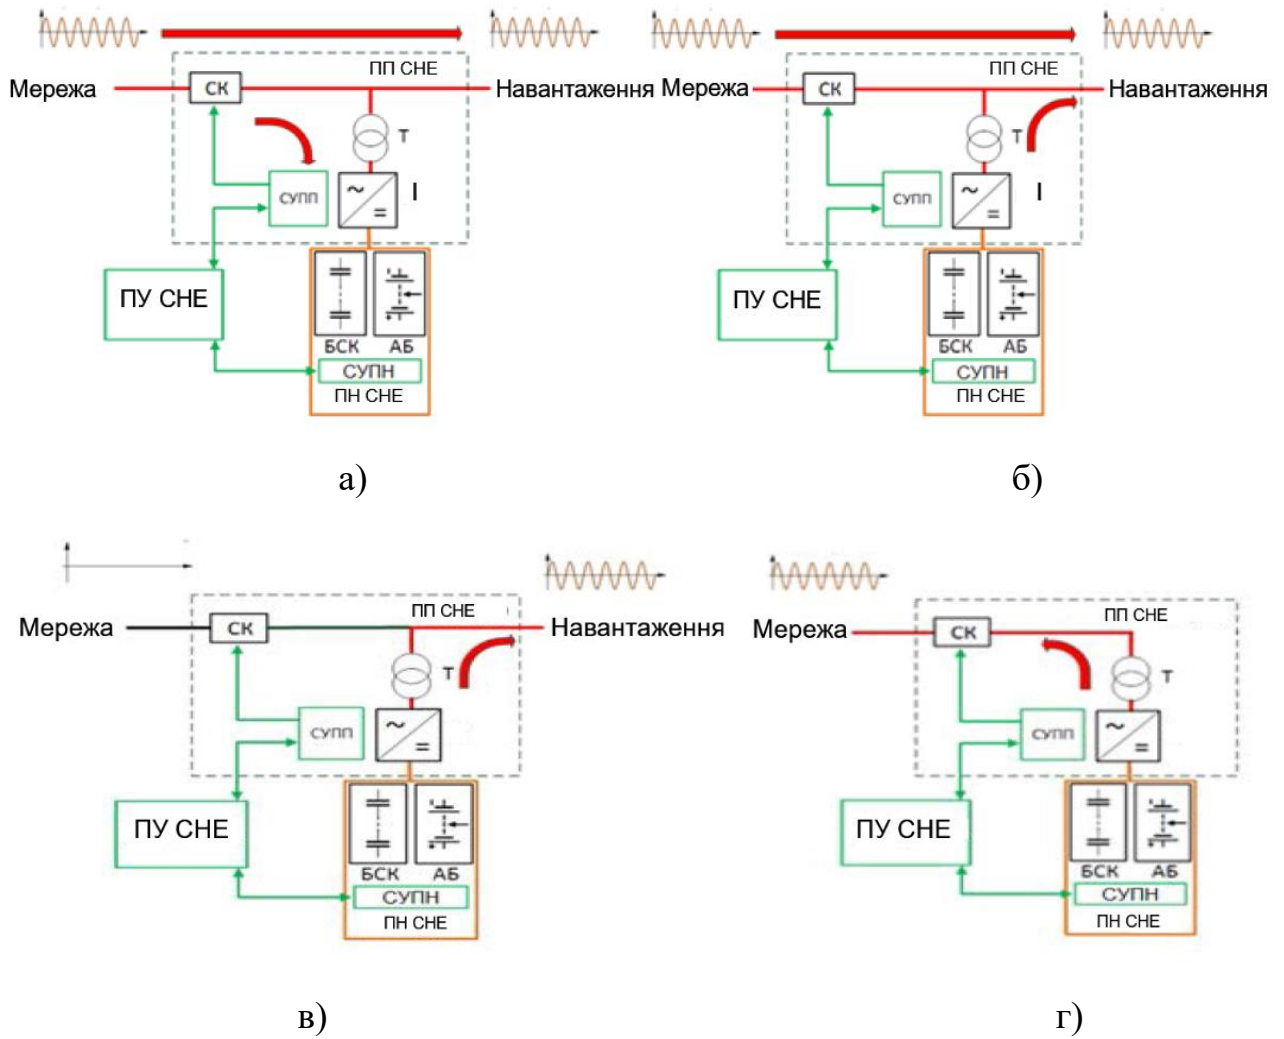 ПП СНЕ
Мережа
СК
Навантаження
Т
СУПП
~
=
І
ПУ СНЕ
БСК
АБ
СУПН
ПН СНЕ
а)
ПП СНЕ
Мережа
СК
Навантаження
Т
СУПП
~
=
І
ПУ СНЕ
БСК
АБ
СУПН
ПН СНЕ
б)
ПП СНЕ
Мережа
СК
Навантаження
Т
СУПП
~
=
ПУ СНЕ
БСК
АБ
СУПН
ПН СНЕ
в)
ПП СНЕ
Мережа
СК
Т
СУПП
~
=
ПУ СНЕ
БСК
АБ
СУПН
ПН СНЕ
г)